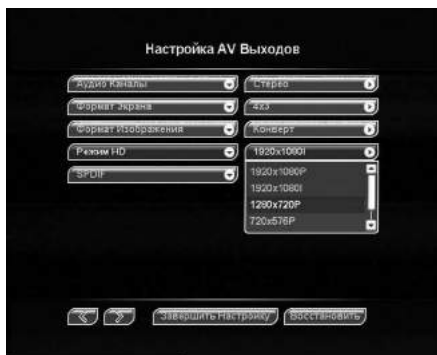 Настройка AV Выходов
Аудио Каналы Стерео
Формат Экрана 4x3
Формат Изображения Конверт
Режим HD 1920x1080I
SPDIF 1920x1080P
1920x1080I
1280x720P
720x576P
Завершить Настройку Восстановить